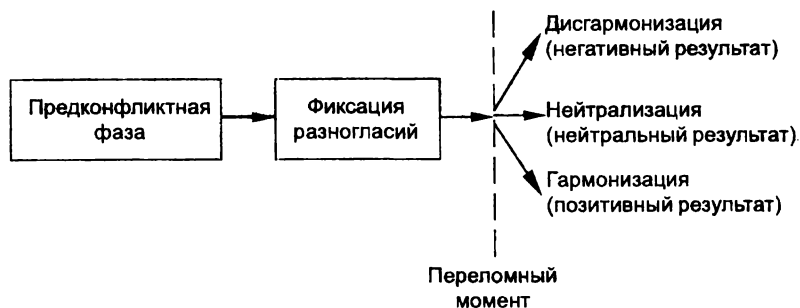 Предконфликтная
фаза
Фиксация
разногласий
Дисгармонизация
(негативный результат)
Нейтрализация
(нейтральный результат)
Гармонизация
(позитивный результат)
Переломный
момент